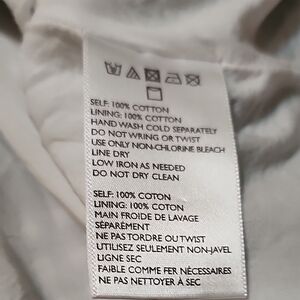 SELF: 100% COTTON
LINING: 100% COTTON
HAND WASH COLD SEPARATELY
DO NOT WRING OR TWIST
USE ONLY NON-CHLORINE BLEACH
LINE DRY
LOW IRON AS NEEDED
DO NOT DRY CLEAN
SELF: 100% COTON
LINING: 100% COTON
MAIN FROIDE DE LAVAGE
SÉPARÉMENT
NE PAS TORDRE OU TWIST
UTILISEZ SEULEMENT NON-JAVEL
LIGNE SEC
FAIBLE COMME FER NÉCESSAIRES
NE PAS NETTOYER À SEC